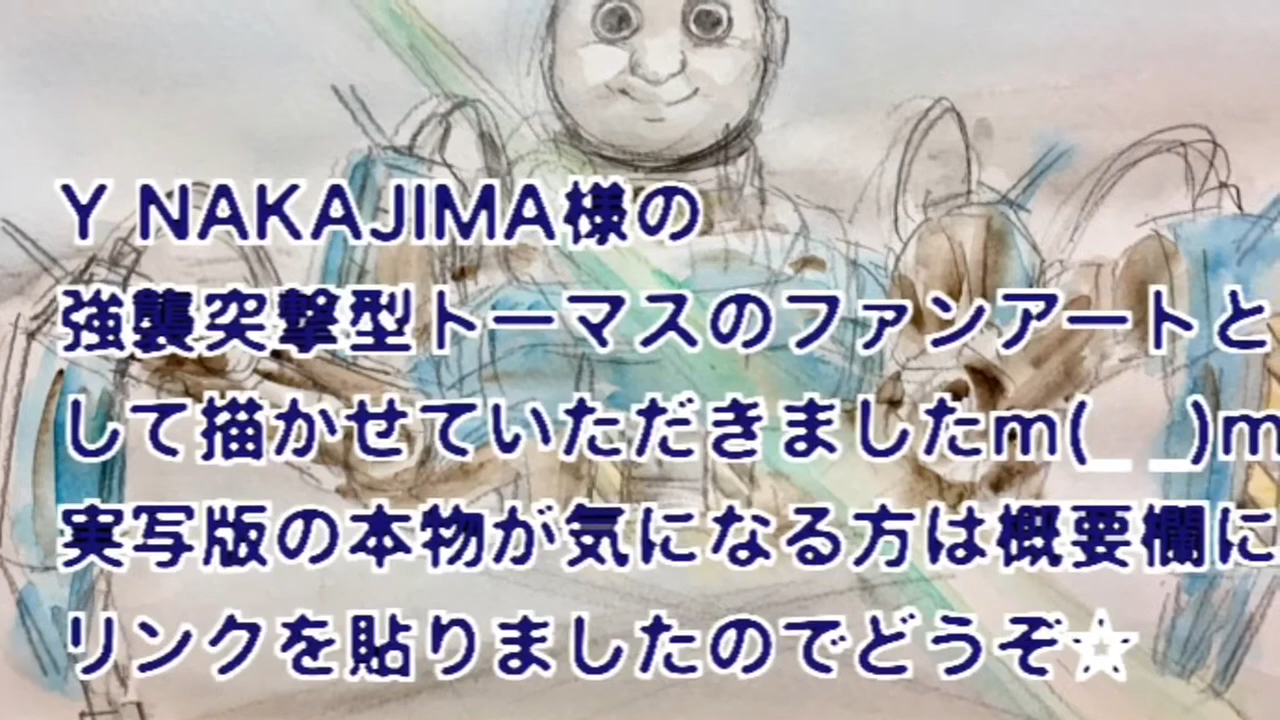 Y NAKAJIMA様の
強襲突撃型トーマスのファンアートと
して描かせていただきましたm(_ _)m
実写版の本物が気になる方は概要欄に
リンクを貼りましたのでどうぞ☆